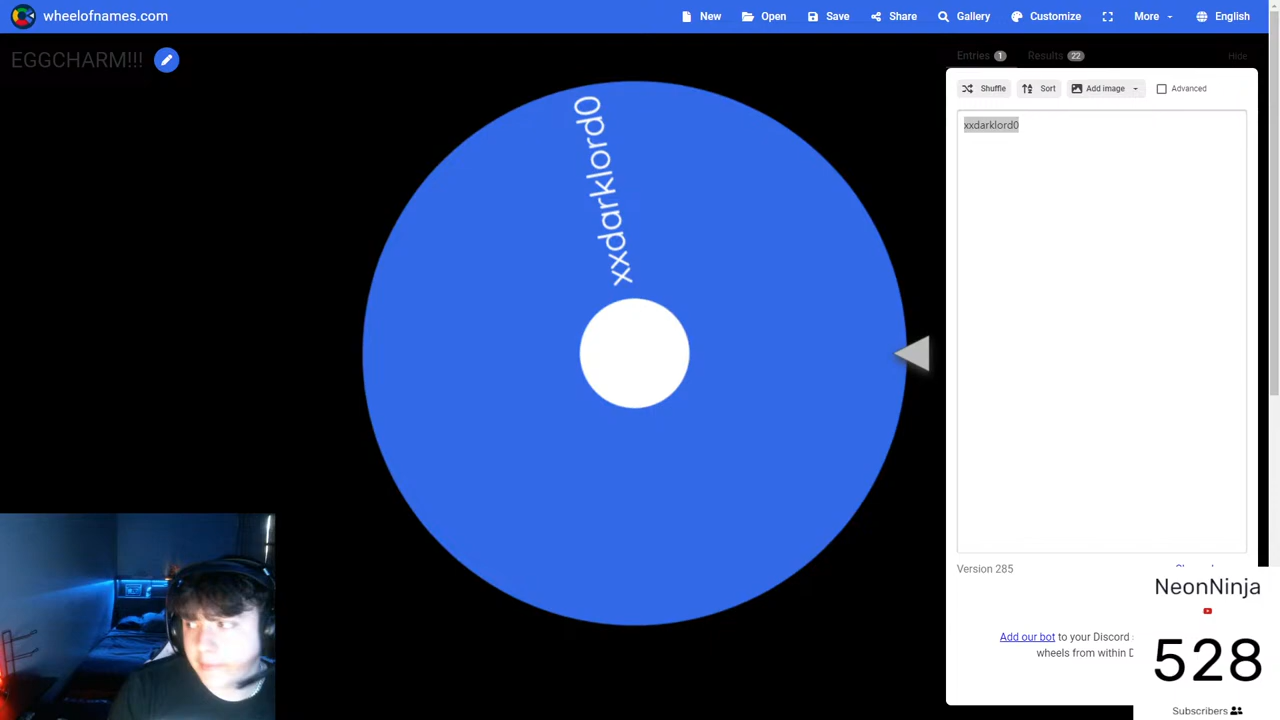 wheelofnames.com
New
Open
Save
Share
Gallery
Customize
More
English
EGGCHARM!!!
Entries 1
Results 22
Hide
Shuffle
Sort
Add image
Advanced
xxdarklord0
xxdarklord0
Version 285
NeonNinja
Add our bot to your Discord
wheels from within
528
Subscribers